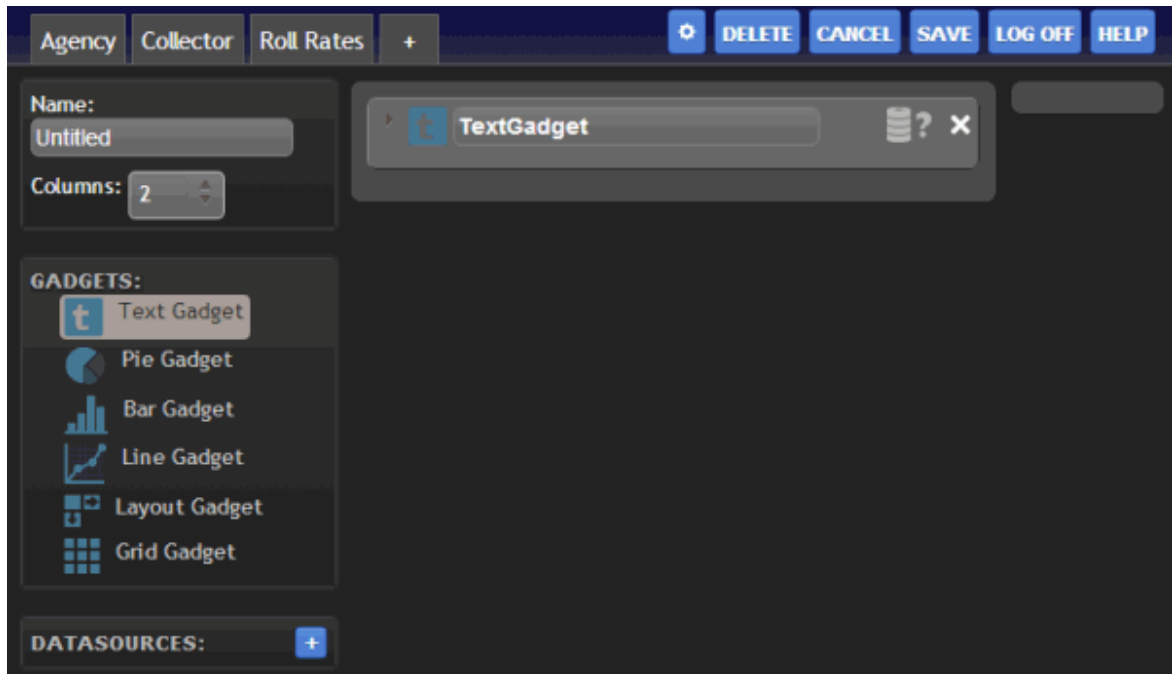 Agency Collector Roll Rates + DELETE CANCEL SAVE LOG OFF HELP
Name:
Untitled
Columns: 2
TextGadget ?
GADGETS:
t Text Gadget
Pie Gadget
Bar Gadget
Line Gadget
Layout Gadget
Grid Gadget
DATASOURCES: +